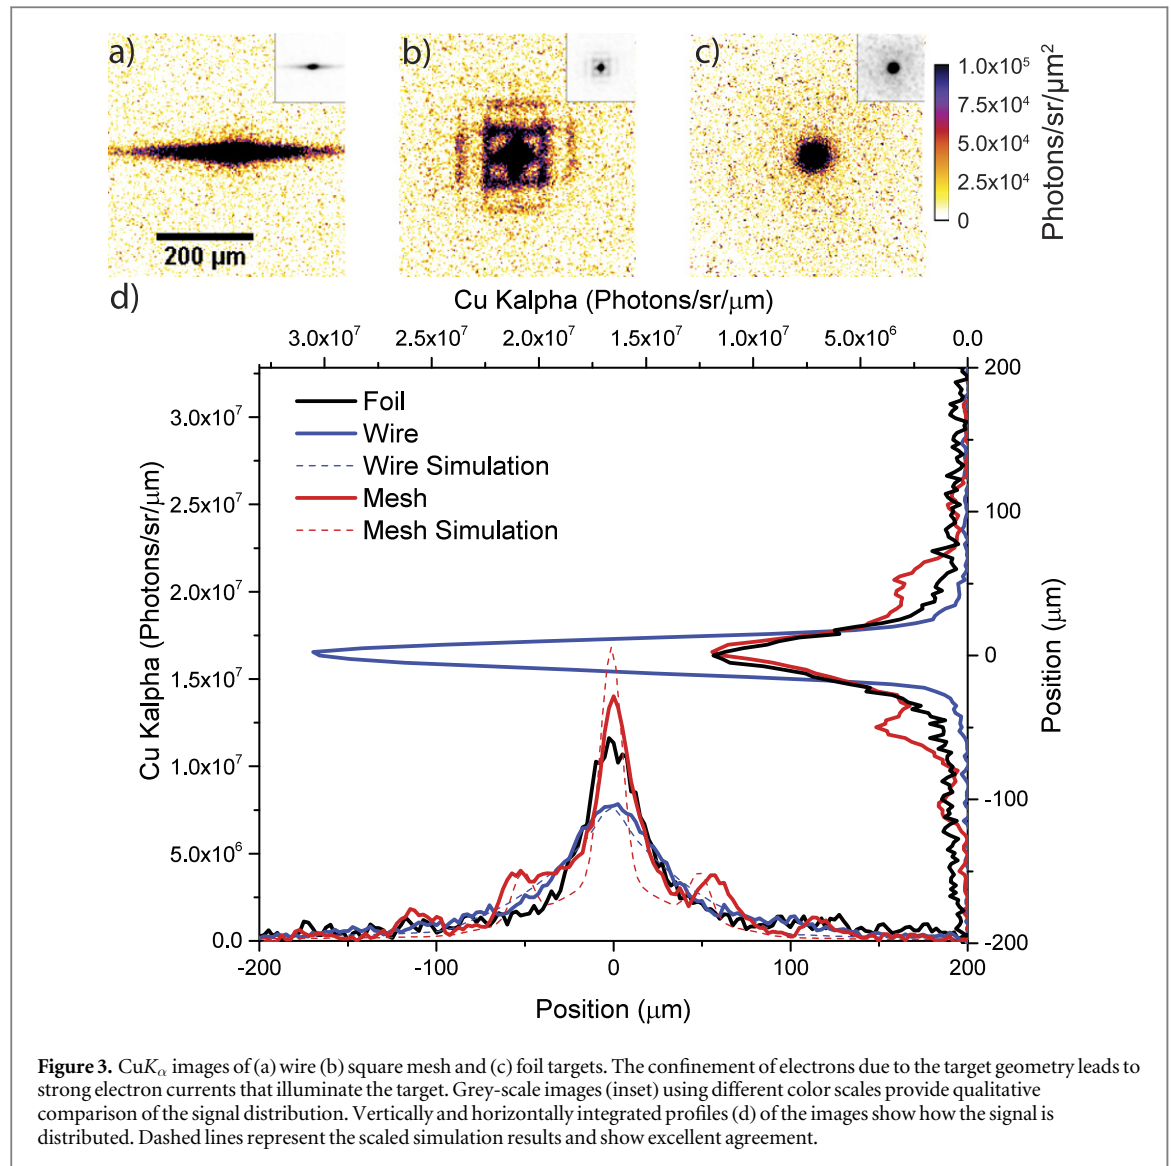 a)
b)
c)
200 µm
1.0x10⁵
7.5x10⁴
5.0x10⁴
2.5x10⁴
0
Photons/sr/µm²
d)
Cu Kalpha (Photons/sr/µm)
3.0x10⁷ 2.5x10⁷ 2.0x10⁷ 1.5x10⁷ 1.0x10⁷ 5.0x10⁶ 0.0
Foil
Wire
Wire Simulation
Mesh
Mesh Simulation
3.0x10⁷
2.5x10⁷
2.0x10⁷
1.5x10⁷
1.0x10⁷
5.0x10⁶
0.0
Cu Kalpha (Photons/sr/µm)
200
100
0
-100
-200
Position (µm)
-200 -100 0 100 200
Position (µm)
Figure 3. CuKα images of (a) wire (b) square mesh and (c) foil targets. The confinement of electrons due to the target geometry leads to
strong electron currents that illuminate the target. Grey-scale images (inset) using different color scales provide qualitative
comparison of the signal distribution. Vertically and horizontally integrated profiles (d) of the images show how the signal is
distributed. Dashed lines represent the scaled simulation results and show excellent agreement.